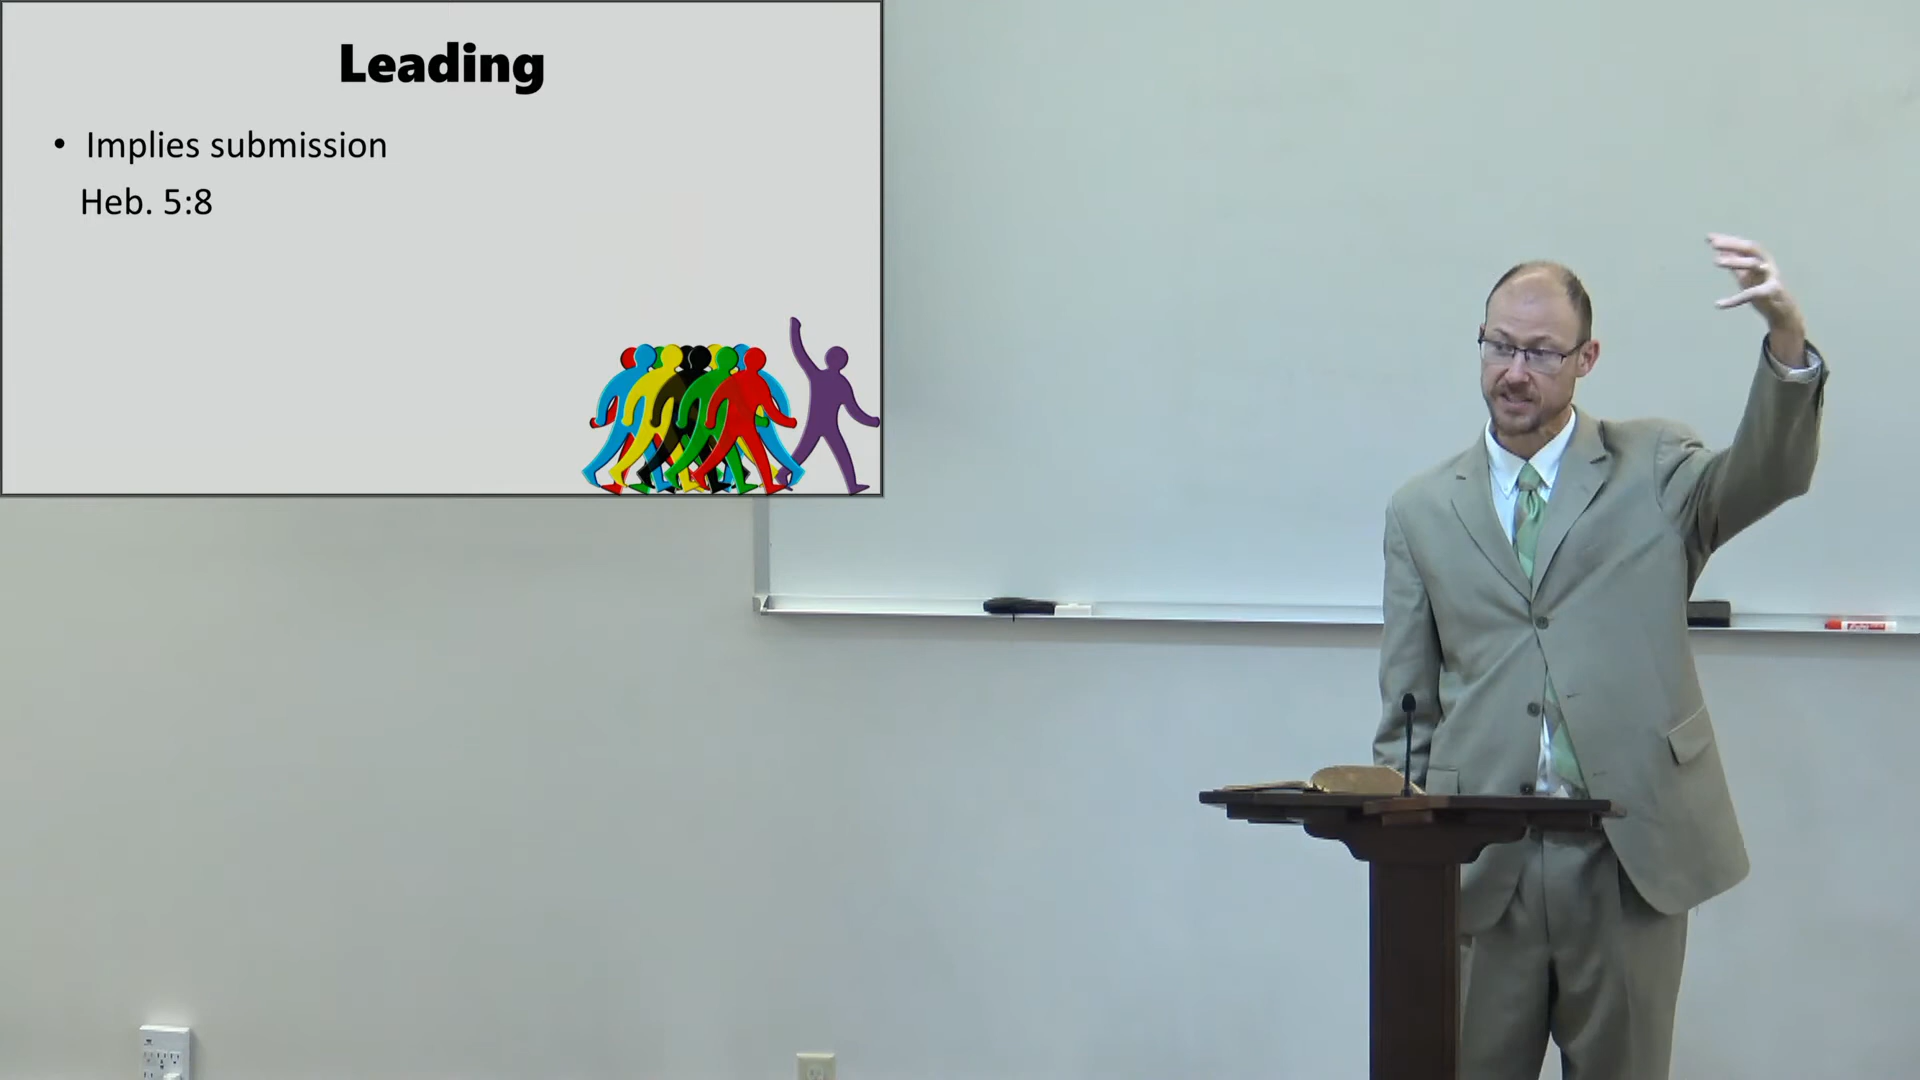 Leading
• Implies submission
Heb. 5:8